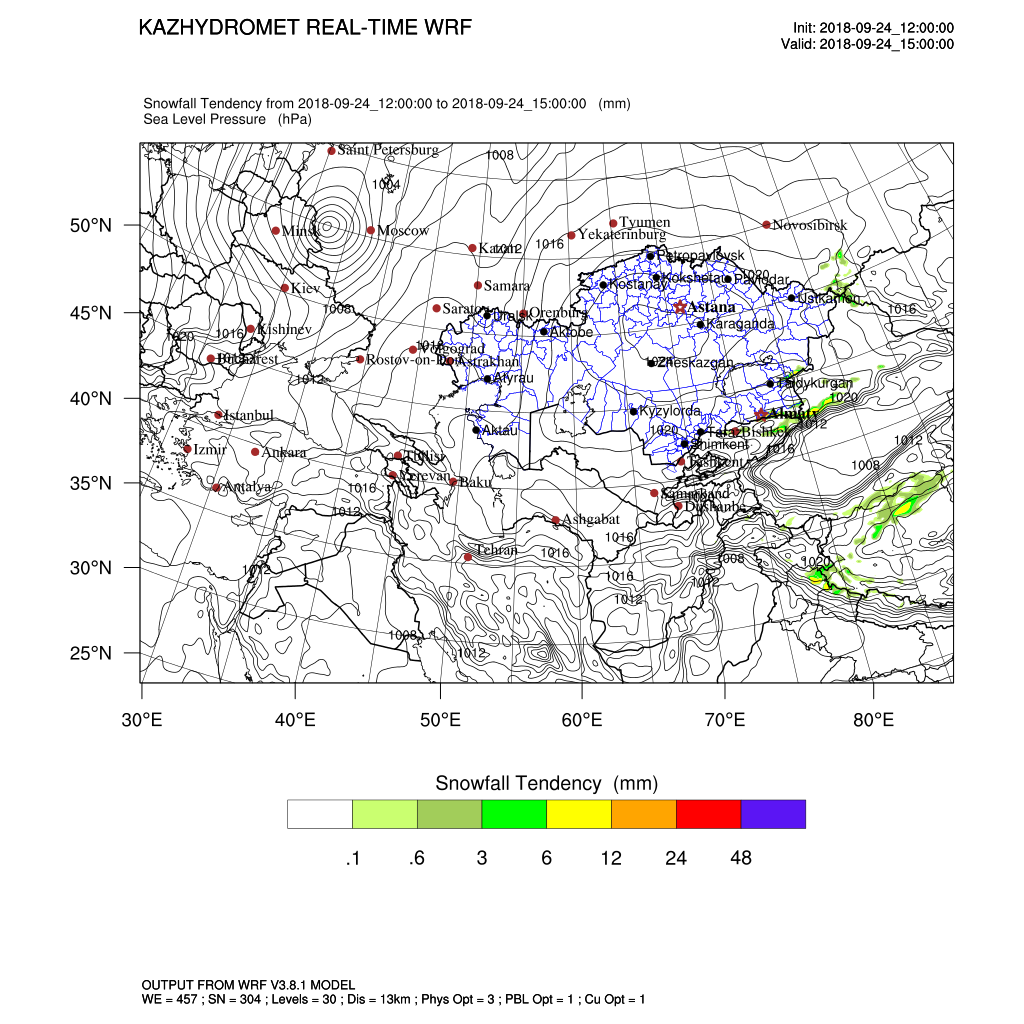 KAZHYDROMET REAL-TIME WRF
Init: 2018-09-24_12:00:00
Valid: 2018-09-24_15:00:00
Snowfall Tendency from 2018-09-24_12:00:00 to 2018-09-24_15:00:00 (mm)
Sea Level Pressure (hPa)
Saint Petersburg
1008
1004
50°N
Minsk
Moscow
Tyumen
Novosibirsk
Yekaterinburg
Kazan
1012
1016
Petropavlovsk
Samara
Kostanay
Kokshetau
Pavlodar
1020
Kiev
Ustkamon
45°N
1008
Saratov
Uralsk
Orenburg
Astana
1016
1020
1016
Kishinev
Aktobe
Karaganda
Bucharest
Rostov-on-Don
Volgograd
Astrakhan
Zheskazgan
1012
Atyrau
Taldykurgan
40°N
1020
Istanbul
Kyzylorda
Almaty
1012
Aktau
1020
Taraz
Bishkek
Izmir
Ankara
Tbilisi
Shimkent
1016
1012
Tashkent
1008
35°N
Antalya
1016
Yerevan
Baku
Samarkand
Dushanbe
1012
Ashgabat
1016
Tehran
1016
1008
30°N
1012
1016
1012
1020
1012
1008
25°N
1012
30°E
40°E
50°E
60°E
70°E
80°E
Snowfall Tendency (mm)
.1
.6
3
6
12
24
48
OUTPUT FROM WRF V3.8.1 MODEL
WE = 457 ; SN = 304 ; Levels = 30 ; Dis = 13km ; Phys Opt = 3 ; PBL Opt = 1 ; Cu Opt = 1